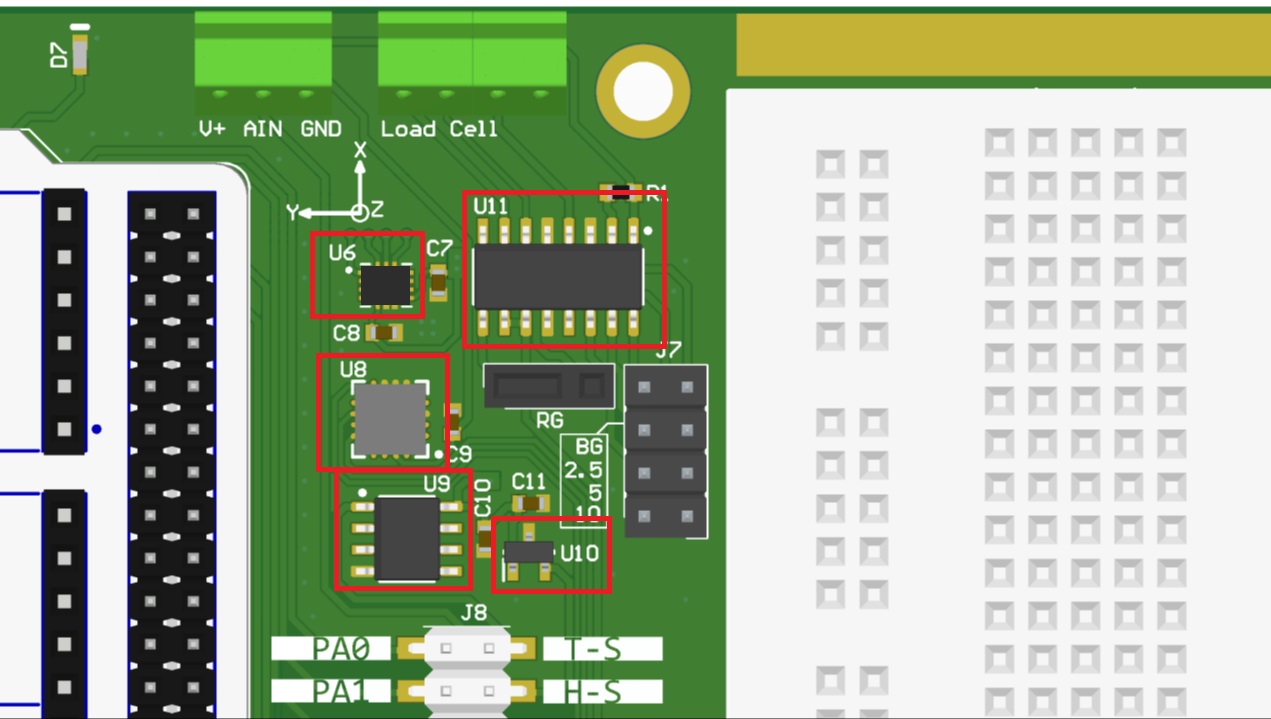 D7
V+ AIN GND
Load Cell
X
Y
Z
R1
U11
U6
C7
C8
J7
U8
RG
BG
2.5
5
10
C9
U9
C10
C11
U10
J8
PA0
T-S
PA1
H-S